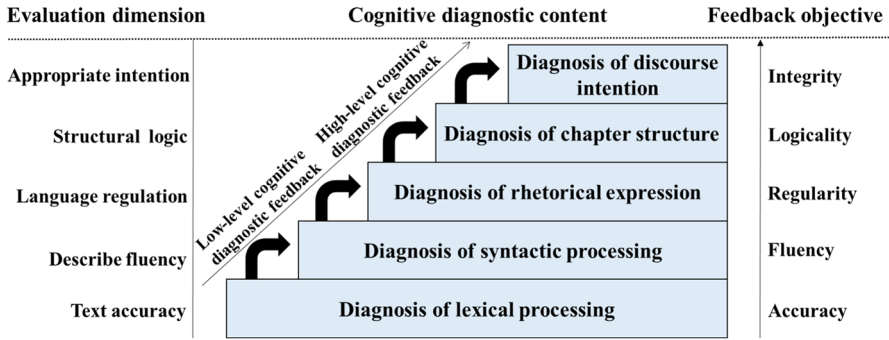 Evaluation dimension Cognitive diagnostic content Feedback objective
Appropriate intention
Structural logic
Language regulation
Describe fluency
Text accuracy
Low-level cognitive
diagnostic feedback
High-level cognitive
diagnostic feedback
Diagnosis of discourse
intention
Diagnosis of chapter structure
Diagnosis of rhetorical expression
Diagnosis of syntactic processing
Diagnosis of lexical processing
Integrity
Logicality
Regularity
Fluency
Accuracy